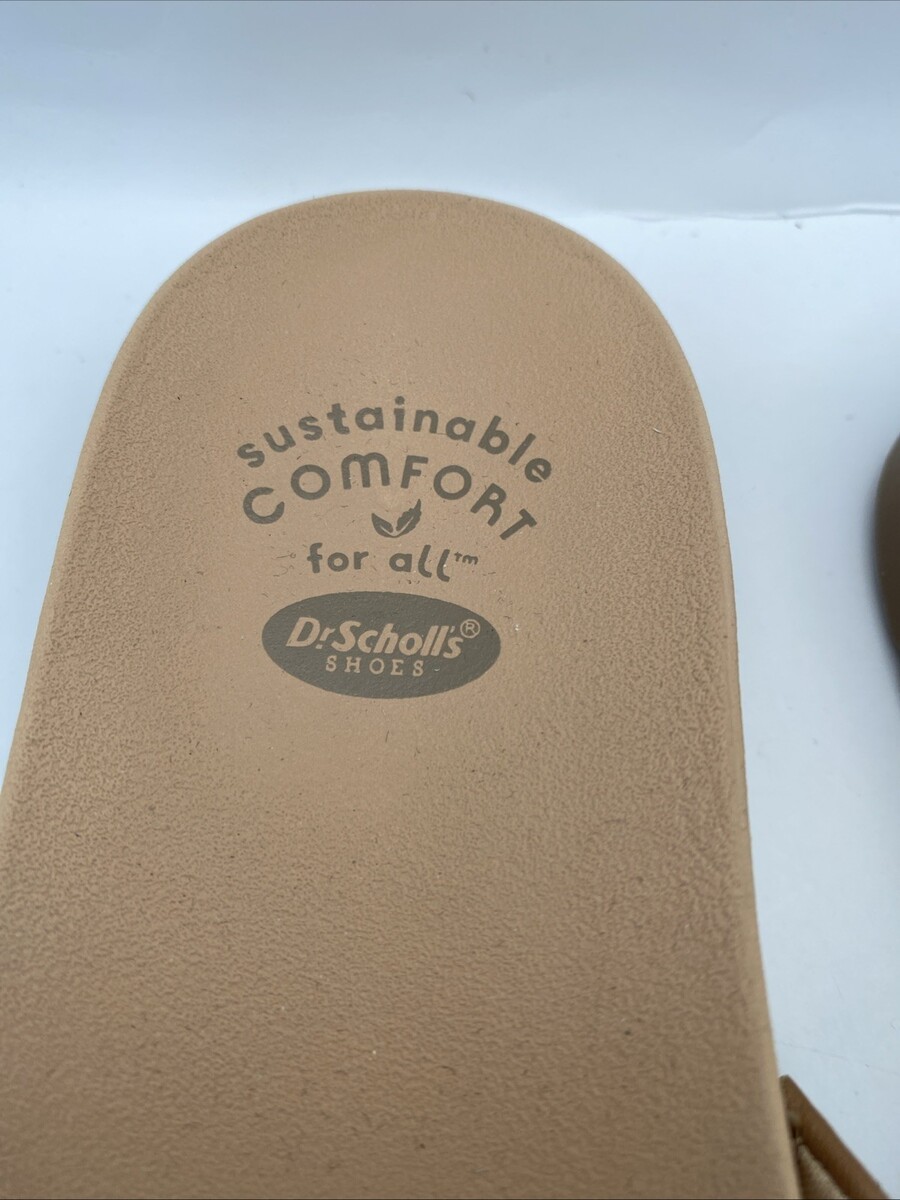 sustainable
COMFORT
for all™
Dr. Scholl's®
SHOES